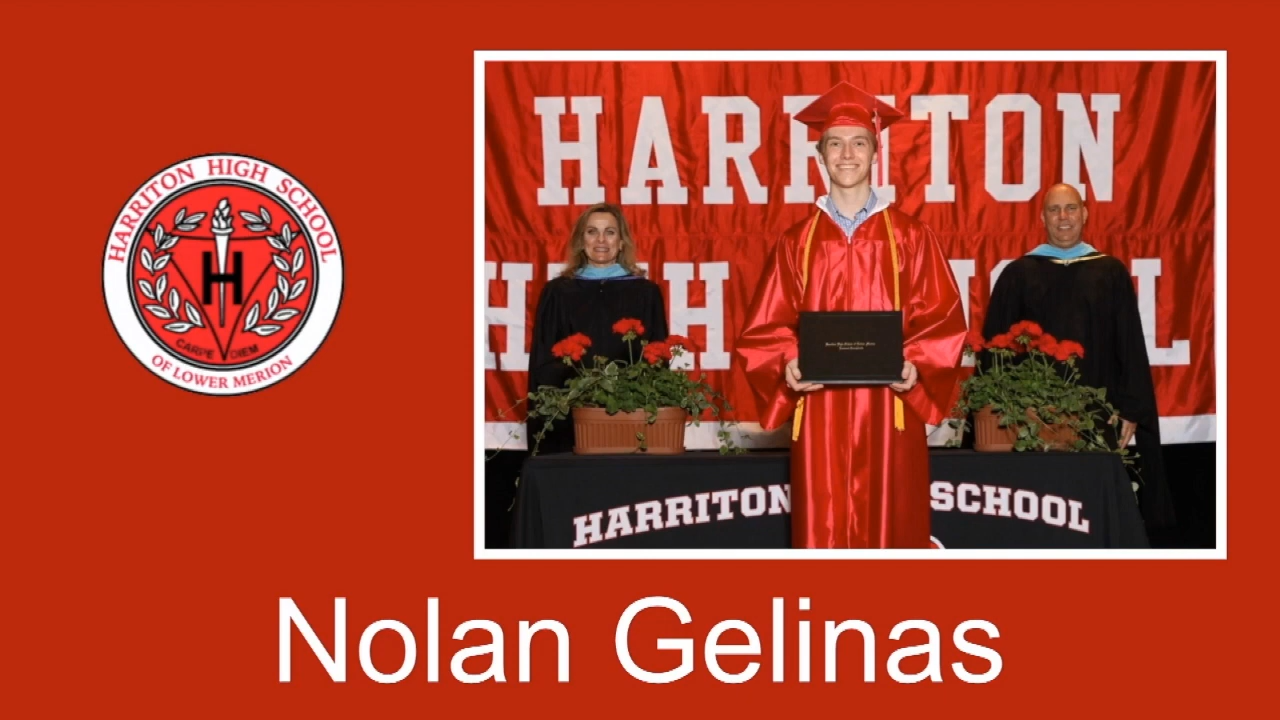 HARRITON HIGH SCHOOL
H
CARPE DIEM
OF LOWER MERION
HARRITON
HARRITON SCHOOL
Nolan Gelinas